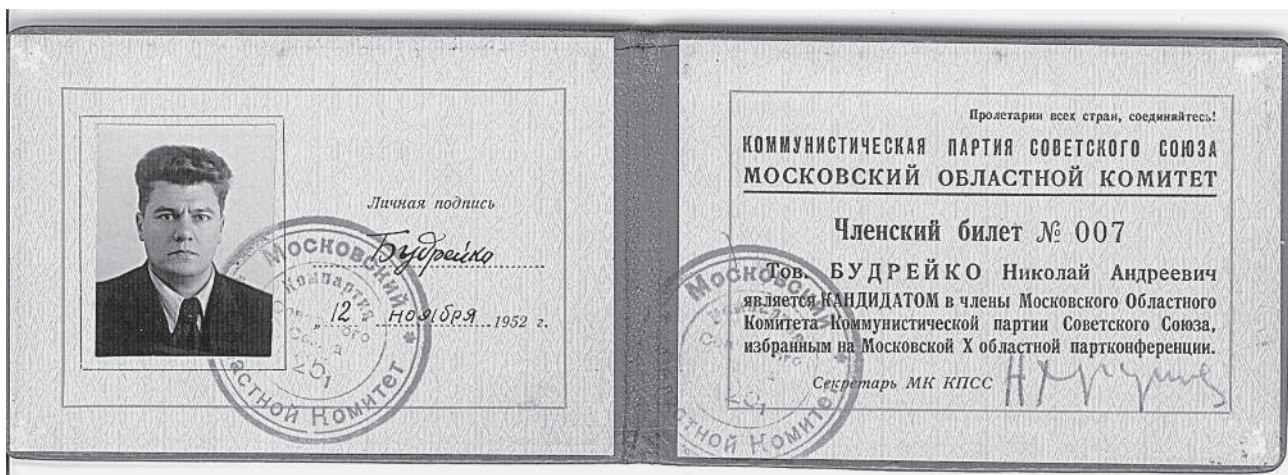 Личная подпись
Будрейко
„12" ноября 1952 г.
МОСКОВСКИЙ
ОБЛАСТНОЙ КОМИТЕТ
Пролетарии всех стран, соединяйтесь!
КОММУНИСТИЧЕСКАЯ ПАРТИЯ СОВЕТСКОГО СОЮЗА
МОСКОВСКИЙ ОБЛАСТНОЙ КОМИТЕТ
Членский билет № 007
Тов. БУДРЕЙКО Николай Андреевич
является КАНДИДАТОМ в члены Московского Областного
Комитета Коммунистической партии Советского Союза,
избранным на Московской X областной партконференции.
Секретарь МК КПСС